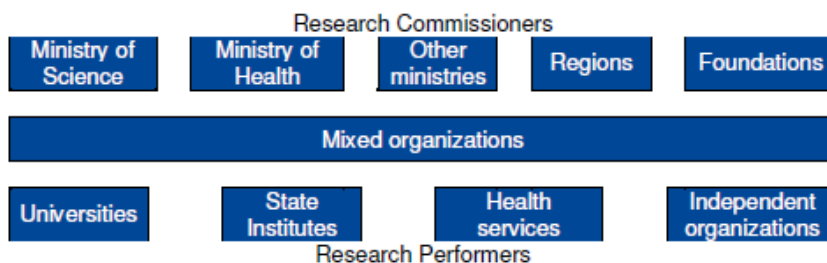 Research Commissioners
Ministry of Science
Ministry of Health
Other ministries
Regions
Foundations
Mixed organizations
Universities
State Institutes
Health services
Independent organizations
Research Performers